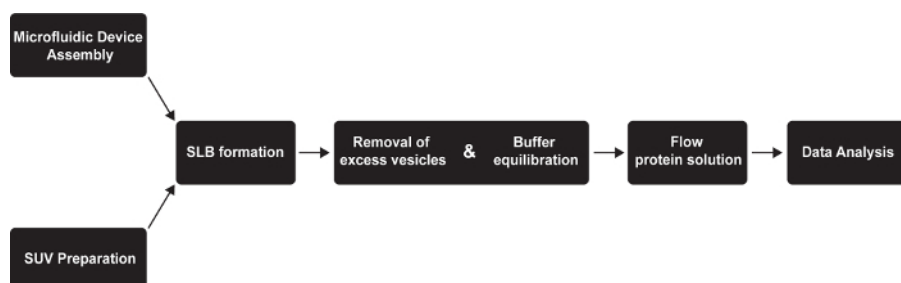 Microfluidic Device
Assembly
SLB formation
Removal of
excess vesicles
&
Buffer
equilibration
Flow
protein solution
Data Analysis
SUV Preparation